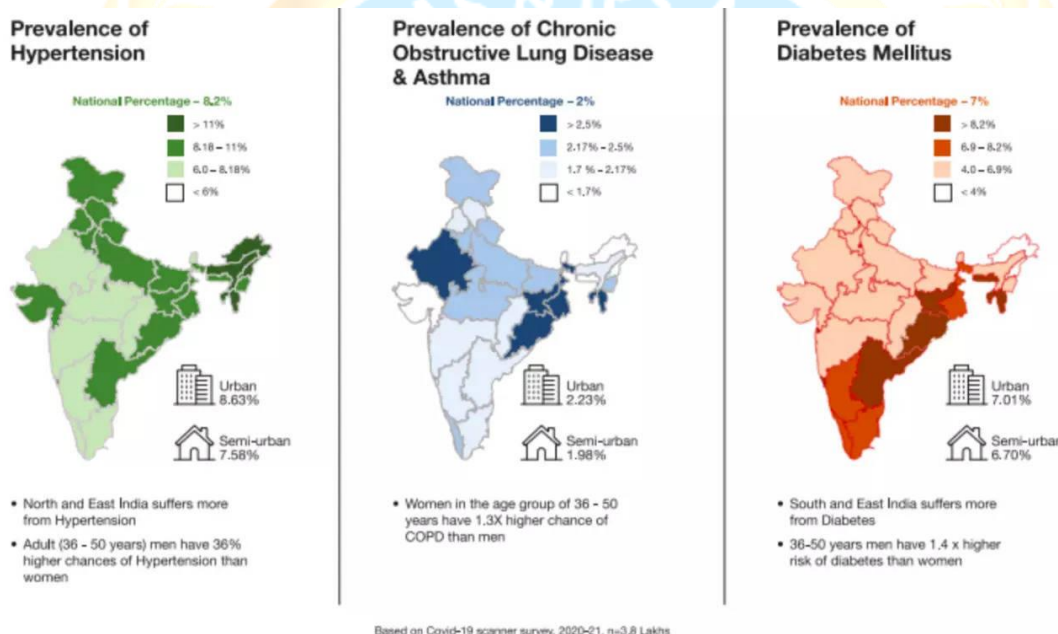 Prevalence of
Hypertension
National Percentage – 8.2%
> 11%
8.18 – 11%
6.0 – 8.18%
< 6%
Urban
8.63%
Semi-urban
7.58%
• North and East India suffers more
from Hypertension
• Adult (36 - 50 years) men have 36%
higher chances of Hypertension than
women
Prevalence of Chronic
Obstructive Lung Disease
& Asthma
National Percentage – 2%
> 2.5%
2.17% – 2.5%
1.7 % – 2.17%
< 1.7%
Urban
2.23%
Semi-urban
1.98%
• Women in the age group of 36 - 50
years have 1.3X higher chance of
COPD than men
Prevalence of
Diabetes Mellitus
National Percentage – 7%
> 8.2%
6.9 – 8.2%
4.0 – 6.9%
< 4%
Urban
7.01%
Semi-urban
6.70%
• South and East India suffers more
from Diabetes
• 36-50 years men have 1.4 x higher
risk of diabetes than women
Based on Covid-19 scanner survey, 2020-21, n=3.8 Lakhs